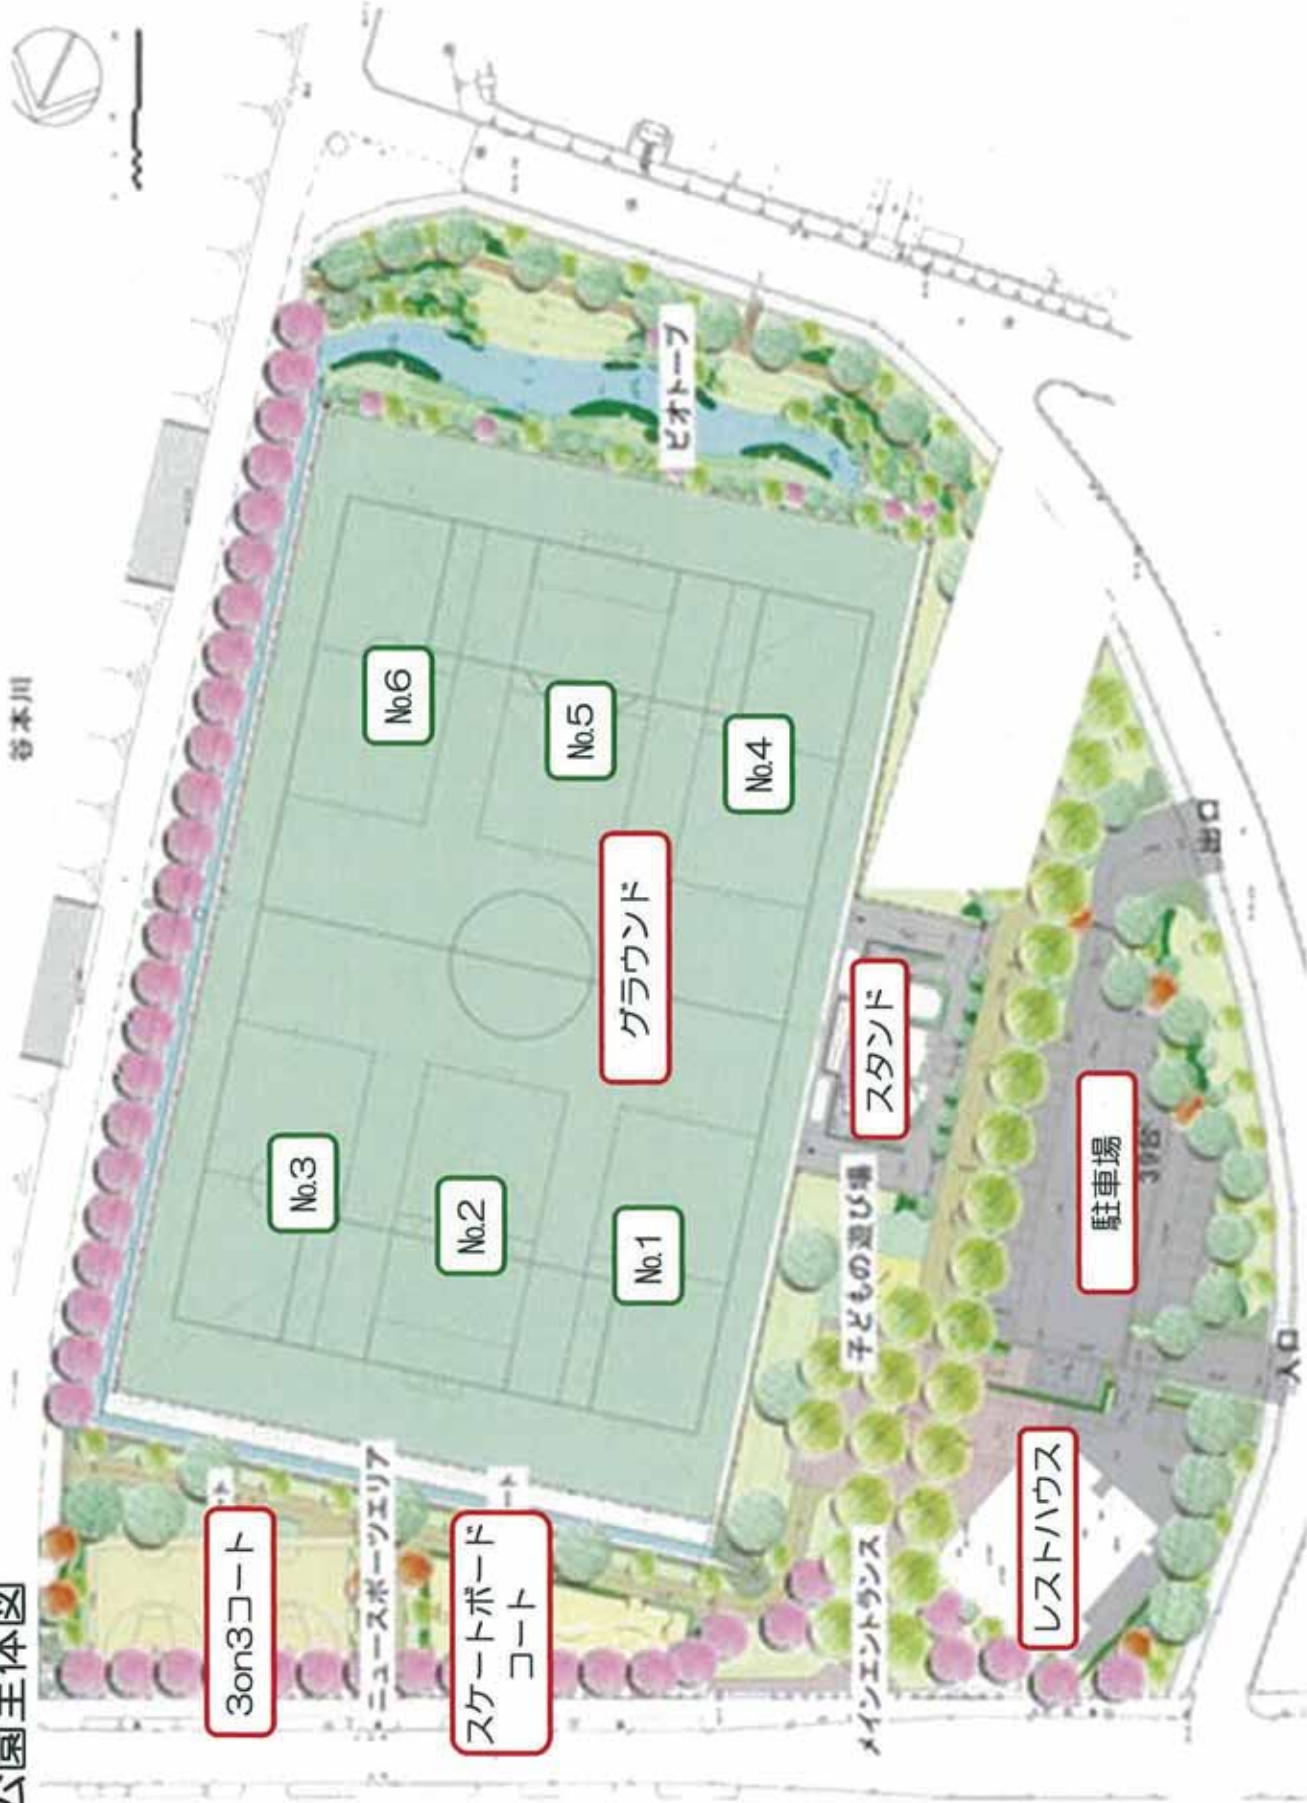 公園全体図
谷本川
3on3コート
ニュースポーツエリア
スケートボード
コート
No.3
No.2
No.1
No.6
No.5
No.4
グラウンド
ビオトープ
スタンド
子どもの遊び場
メインエントランス
レストハウス
駐車場
39台
入口
出口